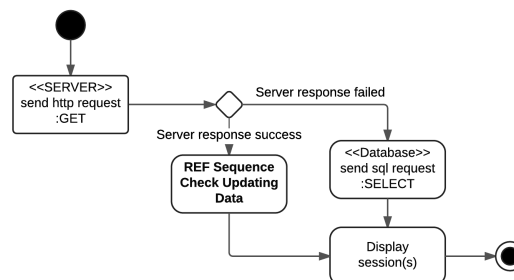 <<SERVER>>
send http request
:GET
Server response failed
Server response success
REF Sequence
Check Updating
Data
<<Database>>
send sql request
:SELECT
Display
session(s)